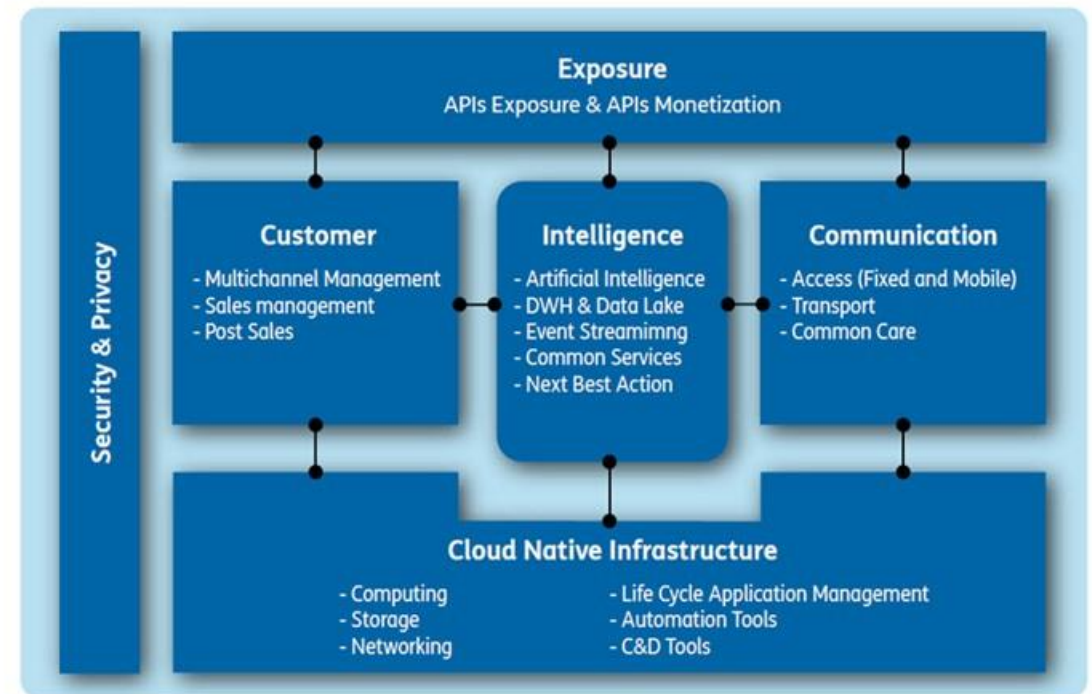 Security & Privacy
Exposure
APIs Exposure & APIs Monetization
Customer
- Multichannel Management
- Sales management
- Post Sales
Intelligence
- Artificial Intelligence
- DWH & Data Lake
- Event Streamimng
- Common Services
- Next Best Action
Communication
- Access (Fixed and Mobile)
- Transport
- Common Care
Cloud Native Infrastructure
- Computing
- Storage
- Networking
- Life Cycle Application Management
- Automation Tools
- C&D Tools